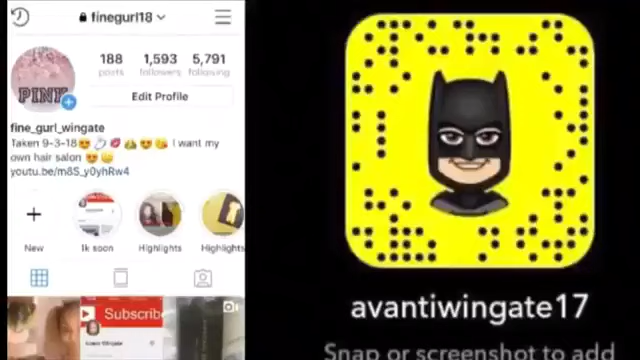 finegurl18
188 1,593 5,791
posts followers following
Edit Profile
PINK
fine_gurl_wingate
Taken 9-3-18😍💍💋👪😍😘 I want my
own hair salon 😍😊
youtu.be/m8S_y0yhRw4
New 1k soon Highlights Highlights
Subscribe
avantiwingate17
Snap or screenshot to add